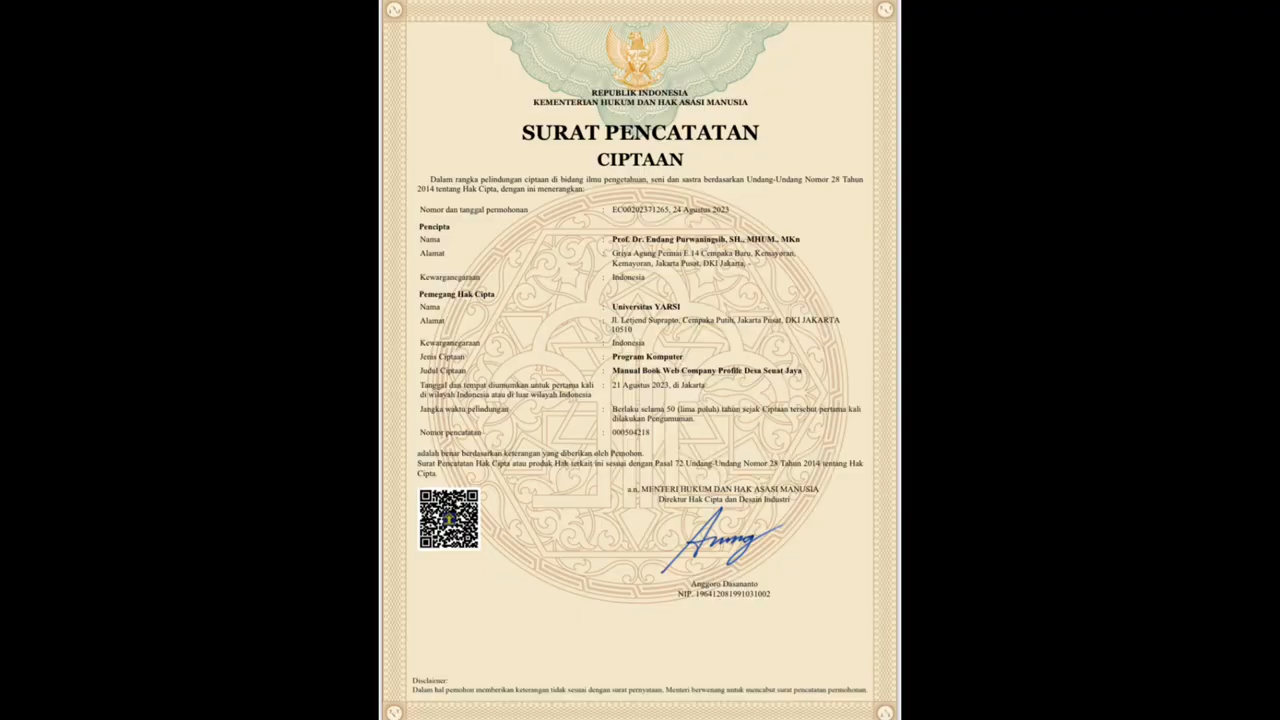 REPUBLIK INDONESIA
KEMENTERIAN HUKUM DAN HAK ASASI MANUSIA
SURAT PENCATATAN
CIPTAAN
Dalam rangka pelindungan ciptaan di bidang ilmu pengetahuan, seni dan sastra berdasarkan Undang-Undang Nomor 28 Tahun
2014 tentang Hak Cipta, dengan ini menerangkan:
Nomor dan tanggal permohonan : EC00202371265, 24 Agustus 2023
Pencipta
Nama : Prof. Dr. Endang Purwaningsih, SH., MHUM., MKn
Alamat : Griya Agung Permai E.14 Cempaka Baru, Kemayoran,
Kemayoran, Jakarta Pusat, DKI Jakarta, -
Kewarganegaraan : Indonesia
Pemegang Hak Cipta
Nama : Universitas YARSI
Alamat : Jl. Letjend Suprapto, Cempaka Putih, Jakarta Pusat, DKI JAKARTA
10510
Kewarganegaraan : Indonesia
Jenis Ciptaan : Program Komputer
Judul Ciptaan : Manual Book Web Company Profile Desa Senat Jaya
Tanggal dan tempat diumumkan untuk pertama kali : 21 Agustus 2023, di Jakarta
di wilayah Indonesia atau di luar wilayah Indonesia
Jangka waktu pelindungan : Berlaku selama 50 (lima puluh) tahun sejak Ciptaan tersebut pertama kali
dilakukan Pengumuman.
Nomor pencatatan : 000504218
adalah benar berdasarkan keterangan yang diberikan oleh Pemohon.
Surat Pencatatan Hak Cipta atau produk Hak terkait ini sesuai dengan Pasal 72 Undang-Undang Nomor 28 Tahun 2014 tentang Hak
Cipta.
a.n. MENTERI HUKUM DAN HAK ASASI MANUSIA
Direktur Hak Cipta dan Desain Industri
Anggoro Dasananto
NIP. 196412081991031002
Disclaimer:
Dalam hal pemohon memberikan keterangan tidak sesuai dengan surat pernyataan, Menteri berwenang untuk mencabut surat pencatatan permohonan.